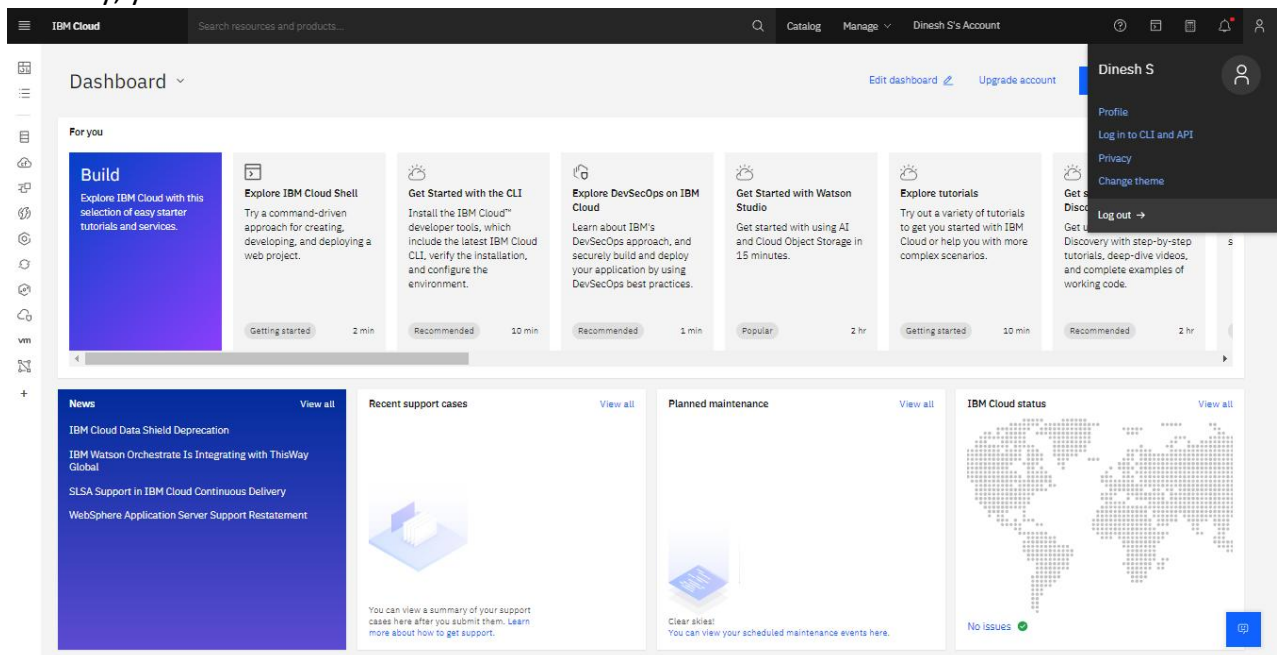 IBM Cloud
Search resources and products...
Catalog
Manage
Dinesh S's Account
Dinesh S
Profile
Log in to CLI and API
Privacy
Change theme
Log out →
Dashboard
Edit dashboard
Upgrade account
For you
Build
Explore IBM Cloud with this
selection of easy starter
tutorials and services.
Explore IBM Cloud Shell
Try a command-driven
approach for creating,
developing, and deploying a
web project.
Getting started
2 min
Get Started with the CLI
Install the IBM Cloud™
developer tools, which
include the latest IBM Cloud
CLI, verify the installation,
and configure the
environment.
Recommended
10 min
Explore DevSecOps on IBM
Cloud
Learn about IBM's
DevSecOps approach, and
securely build and deploy
your application by using
DevSecOps best practices.
Recommended
1 min
Get Started with Watson
Studio
Get started with using AI
and Cloud Object Storage in
15 minutes.
Popular
2 hr
Explore tutorials
Try out a variety of tutorials
to get you started with IBM
Cloud or help you with more
complex scenarios.
Getting started
10 min
Get s
Disco
Get u
Discovery with step-by-step
tutorials, deep-dive videos,
and complete examples of
working code.
Recommended
2 hr
s
vm
News
View all
IBM Cloud Data Shield Deprecation
IBM Watson Orchestrate Is Integrating with ThisWay
Global
SLSA Support in IBM Cloud Continuous Delivery
WebSphere Application Server Support Restatement
Recent support cases
View all
You can view a summary of your support
cases here after you submit them. Learn
more about how to get support.
Planned maintenance
View all
Clear skies!
You can view your scheduled maintenance events here.
IBM Cloud status
View all
No issues